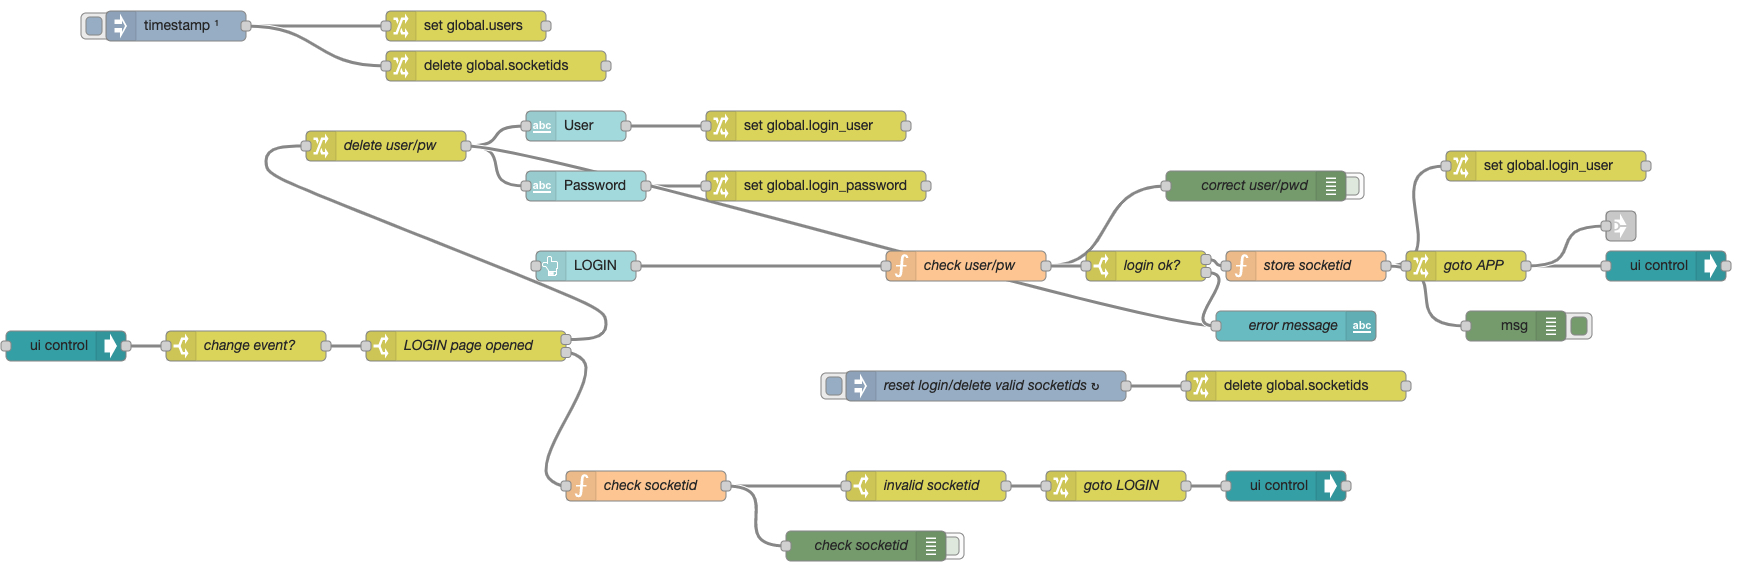 timestamp ¹
set global.users
delete global.socketids
abc User
set global.login_user
delete user/pw
set global.login_user
abc Password
set global.login_password
correct user/pwd
LOGIN
check user/pw
login ok?
store socketid
goto APP
ui control
error message abc
msg
ui control
change event?
LOGIN page opened
reset login/delete valid socketids ↻
delete global.socketids
check socketid
invalid socketid
goto LOGIN
ui control
check socketid